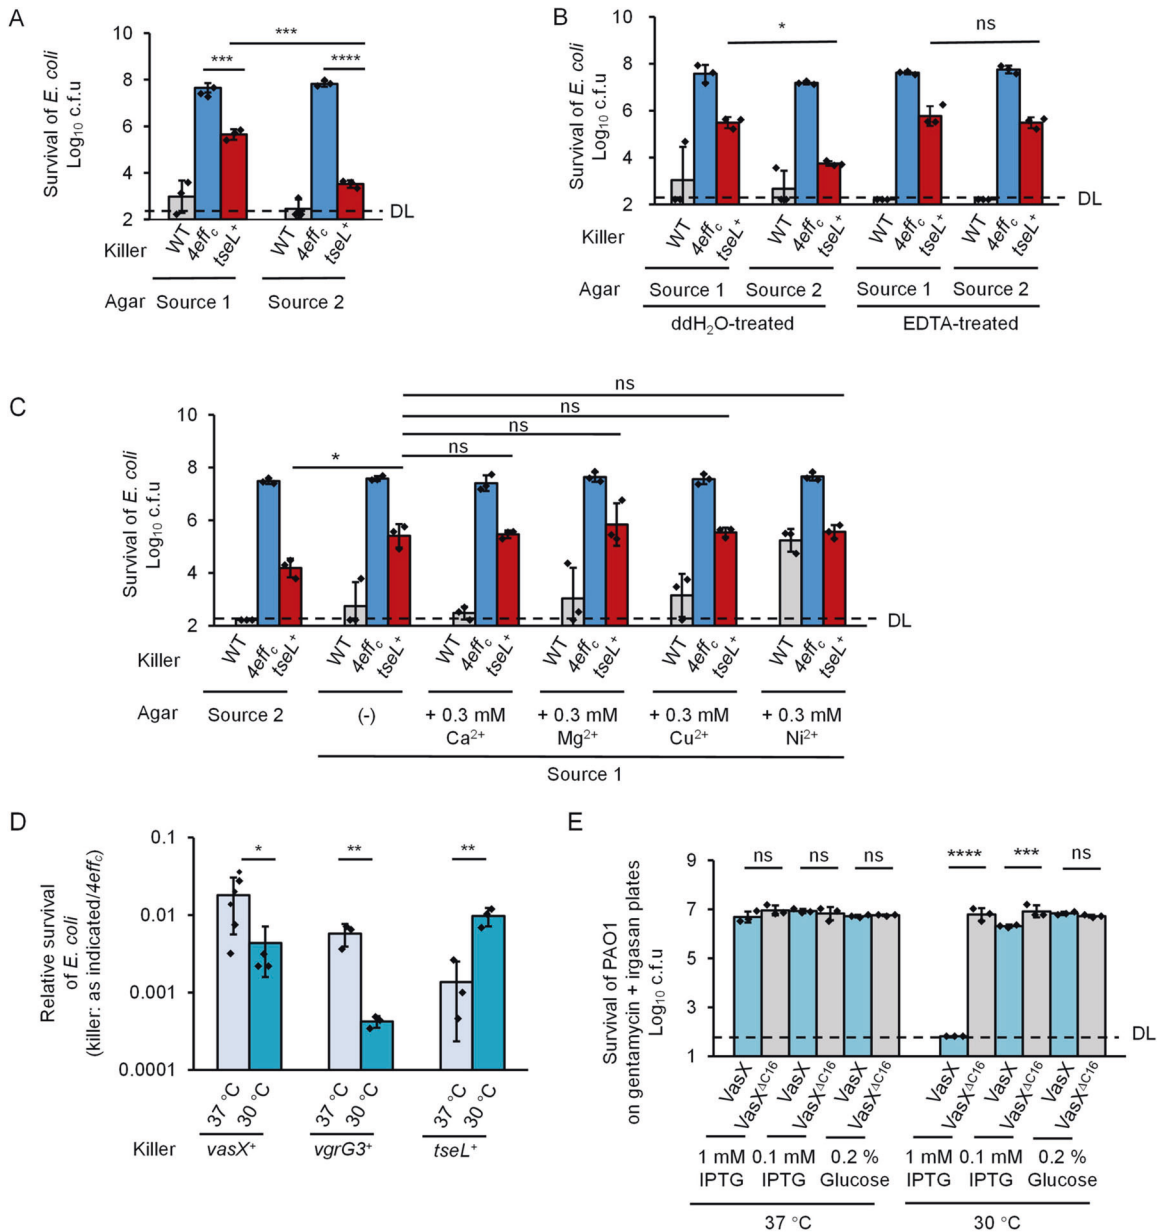 A
Survival of E. coli
Log10 c.f.u
10
8
6
4
2
***
***
****
DL
Killer
WT
4effc
tseL+
WT
4effc
tseL+
Agar
Source 1
Source 2
B
Survival of E. coli
Log10 c.f.u
10
8
6
4
2
*
ns
DL
Killer
WT
4effc
tseL+
WT
4effc
tseL+
WT
4effc
tseL+
WT
4effc
tseL+
Agar
Source 1
Source 2
Source 1
Source 2
ddH2O-treated
EDTA-treated
C
Survival of E. coli
Log10 c.f.u
10
8
6
4
2
ns
ns
ns
ns
*
DL
Killer
WT
4effc
tseL+
WT
4effc
tseL+
WT
4effc
tseL+
WT
4effc
tseL+
WT
4effc
tseL+
WT
4effc
tseL+
Agar
Source 2
(-)
+ 0.3 mM
Ca2+
+ 0.3 mM
Mg2+
+ 0.3 mM
Cu2+
+ 0.3 mM
Ni2+
Source 1
D
Relative survival
of E. coli
(killer: as indicated/4effc)
0.1
0.01
0.001
0.0001
*
**
**
37 °C
30 °C
37 °C
30 °C
37 °C
30 °C
Killer
vasX+
vgrG3+
tseL+
E
Survival of PAO1
on gentamycin + irgasan plates
Log10 c.f.u
9
7
5
3
1
ns
ns
ns
****
***
ns
DL
VasX
VasXΔC16
VasX
VasXΔC16
VasX
VasXΔC16
VasX
VasXΔC16
VasX
VasXΔC16
VasX
VasXΔC16
1 mM
IPTG
0.1 mM
IPTG
0.2 %
Glucose
1 mM
IPTG
0.1 mM
IPTG
0.2 %
Glucose
37 °C
30 °C